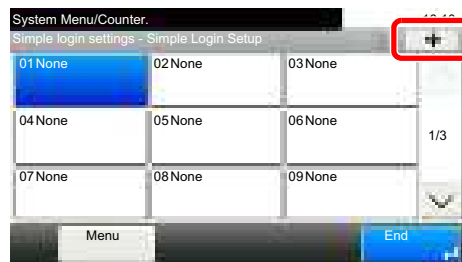 System Menu/Counter.
Simple login settings - Simple Login Setup
+
01 None
02 None
03 None
04 None
05 None
06 None
1/3
07 None
08 None
09 None
Menu
End